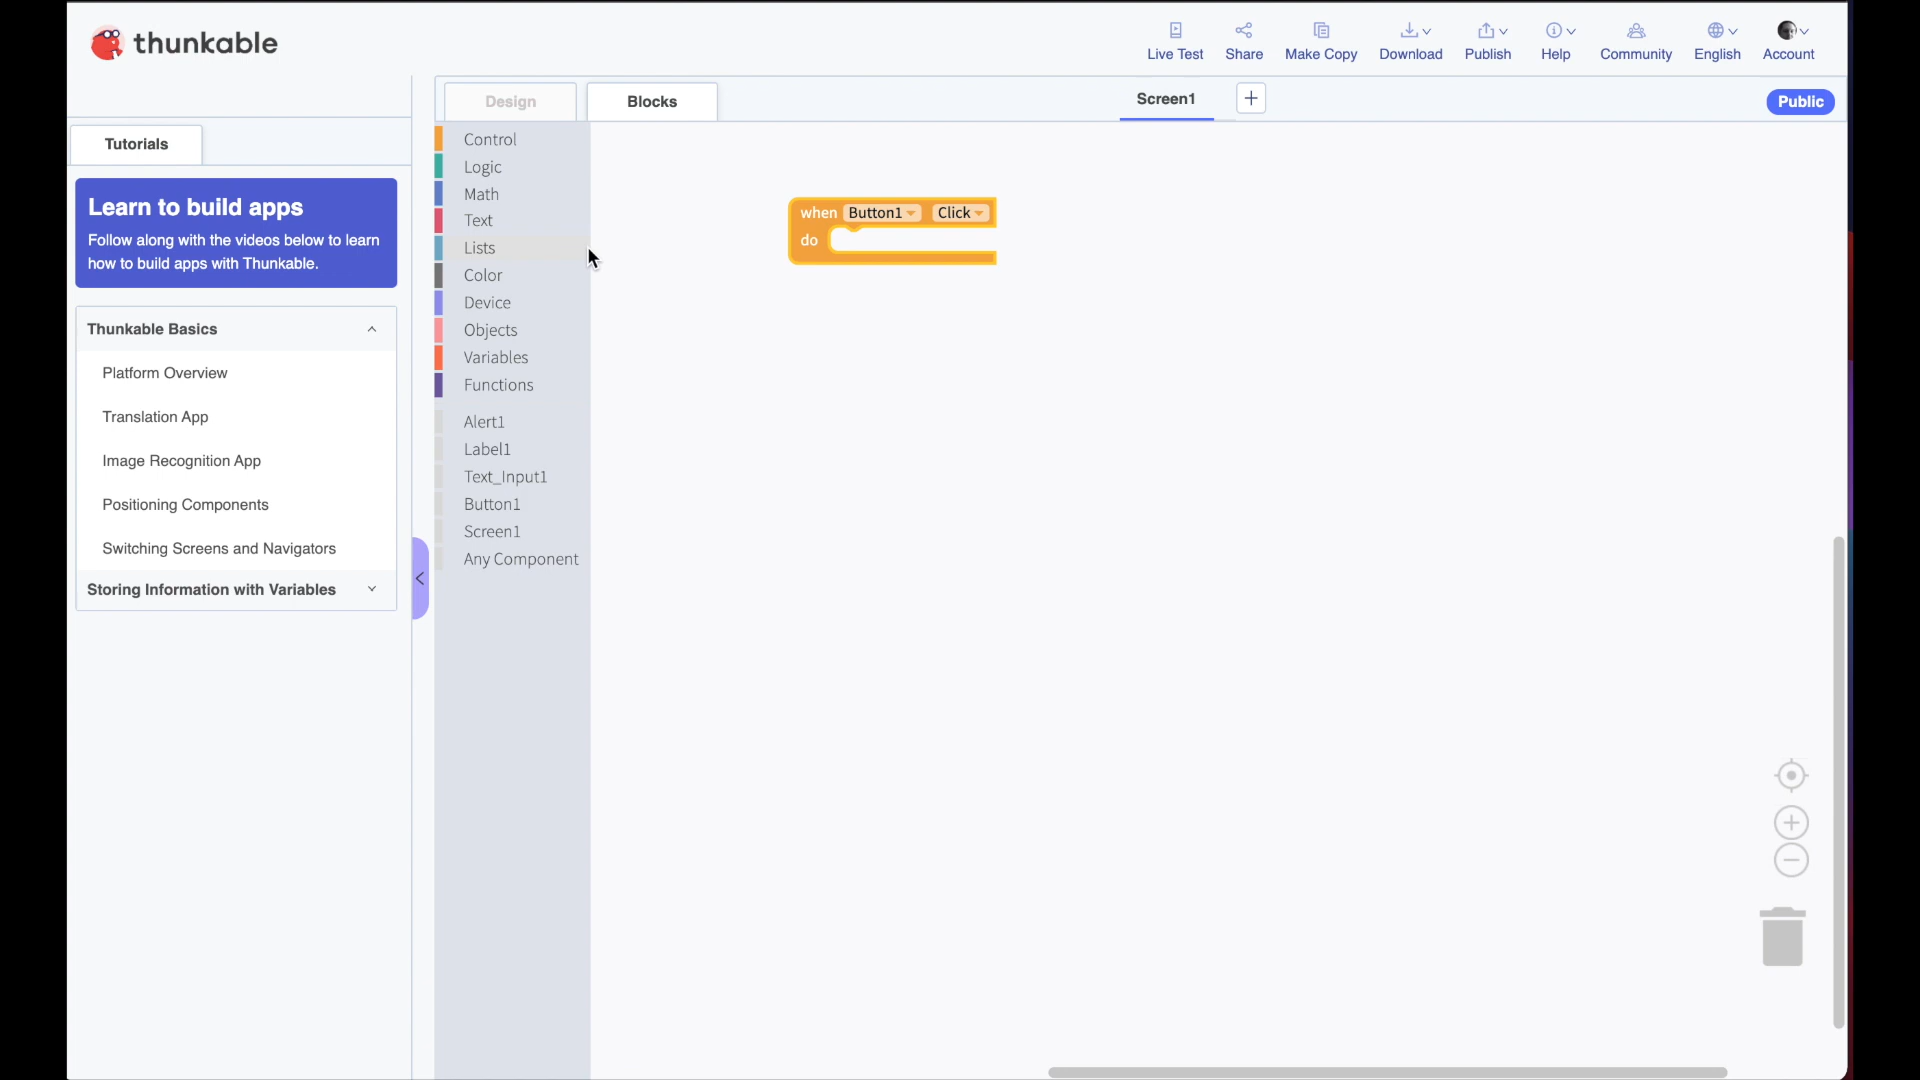 thunkable
Live Test
Share
Make Copy
Download
Publish
Help
Community
English
Account
Design
Blocks
Screen1
Public
Tutorials
Learn to build apps
Follow along with the videos below to learn
how to build apps with Thunkable.
Thunkable Basics
Platform Overview
Translation App
Image Recognition App
Positioning Components
Switching Screens and Navigators
Storing Information with Variables
Control
Logic
Math
Text
Lists
Color
Device
Objects
Variables
Functions
Alert1
Label1
Text_Input1
Button1
Screen1
Any Component
when Button1 Click
do